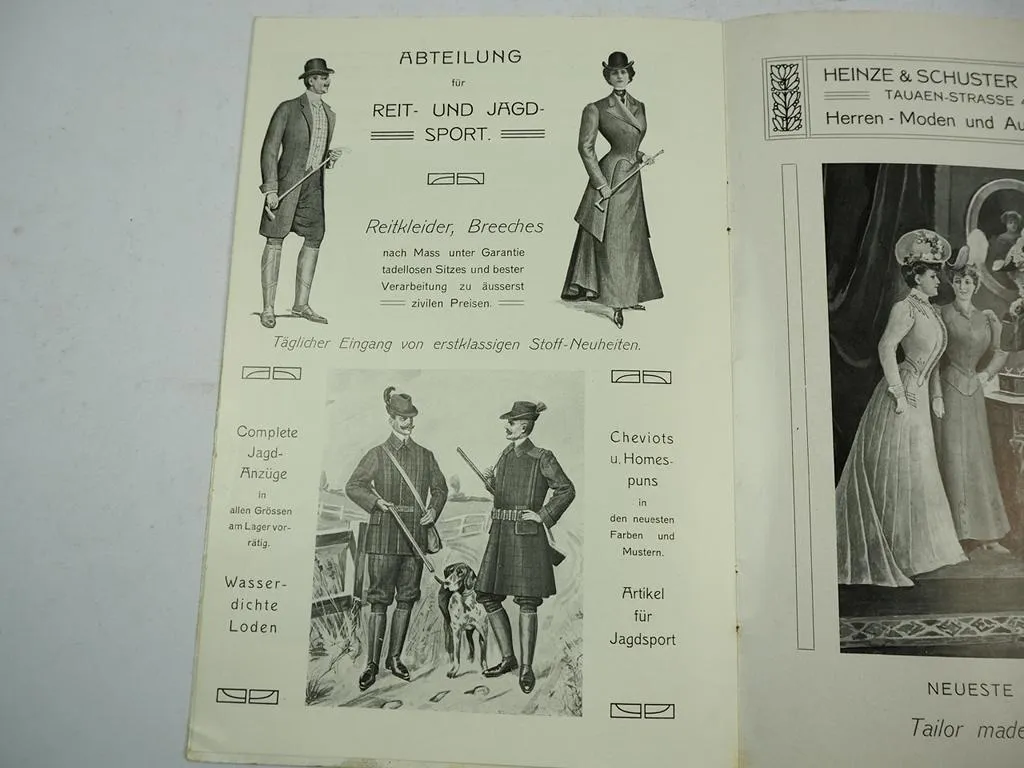 ABTEILUNG
für
REIT- UND JAGD-
SPORT.
Reitkleider, Breeches
nach Mass unter Garantie
tadellosen Sitzes und bester
Verarbeitung zu äusserst
zivilen Preisen.
Täglicher Eingang von erstklassigen Stoff-Neuheiten.
Complete
Jagd-
Anzüge
in
allen Grössen
am Lager vor-
rätig.
Wasser-
dichte
Loden
Cheviots
u. Homes-
puns
in
den neuesten
Farben und
Mustern.
Artikel
für
Jagdsport
HEINZE & SCHUSTER
TAUAEN-STRASSE
Herren - Moden und
NEUESTE
Tailor made